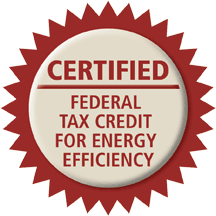 CERTIFIED
FEDERAL
TAX CREDIT
FOR ENERGY
EFFICIENCY